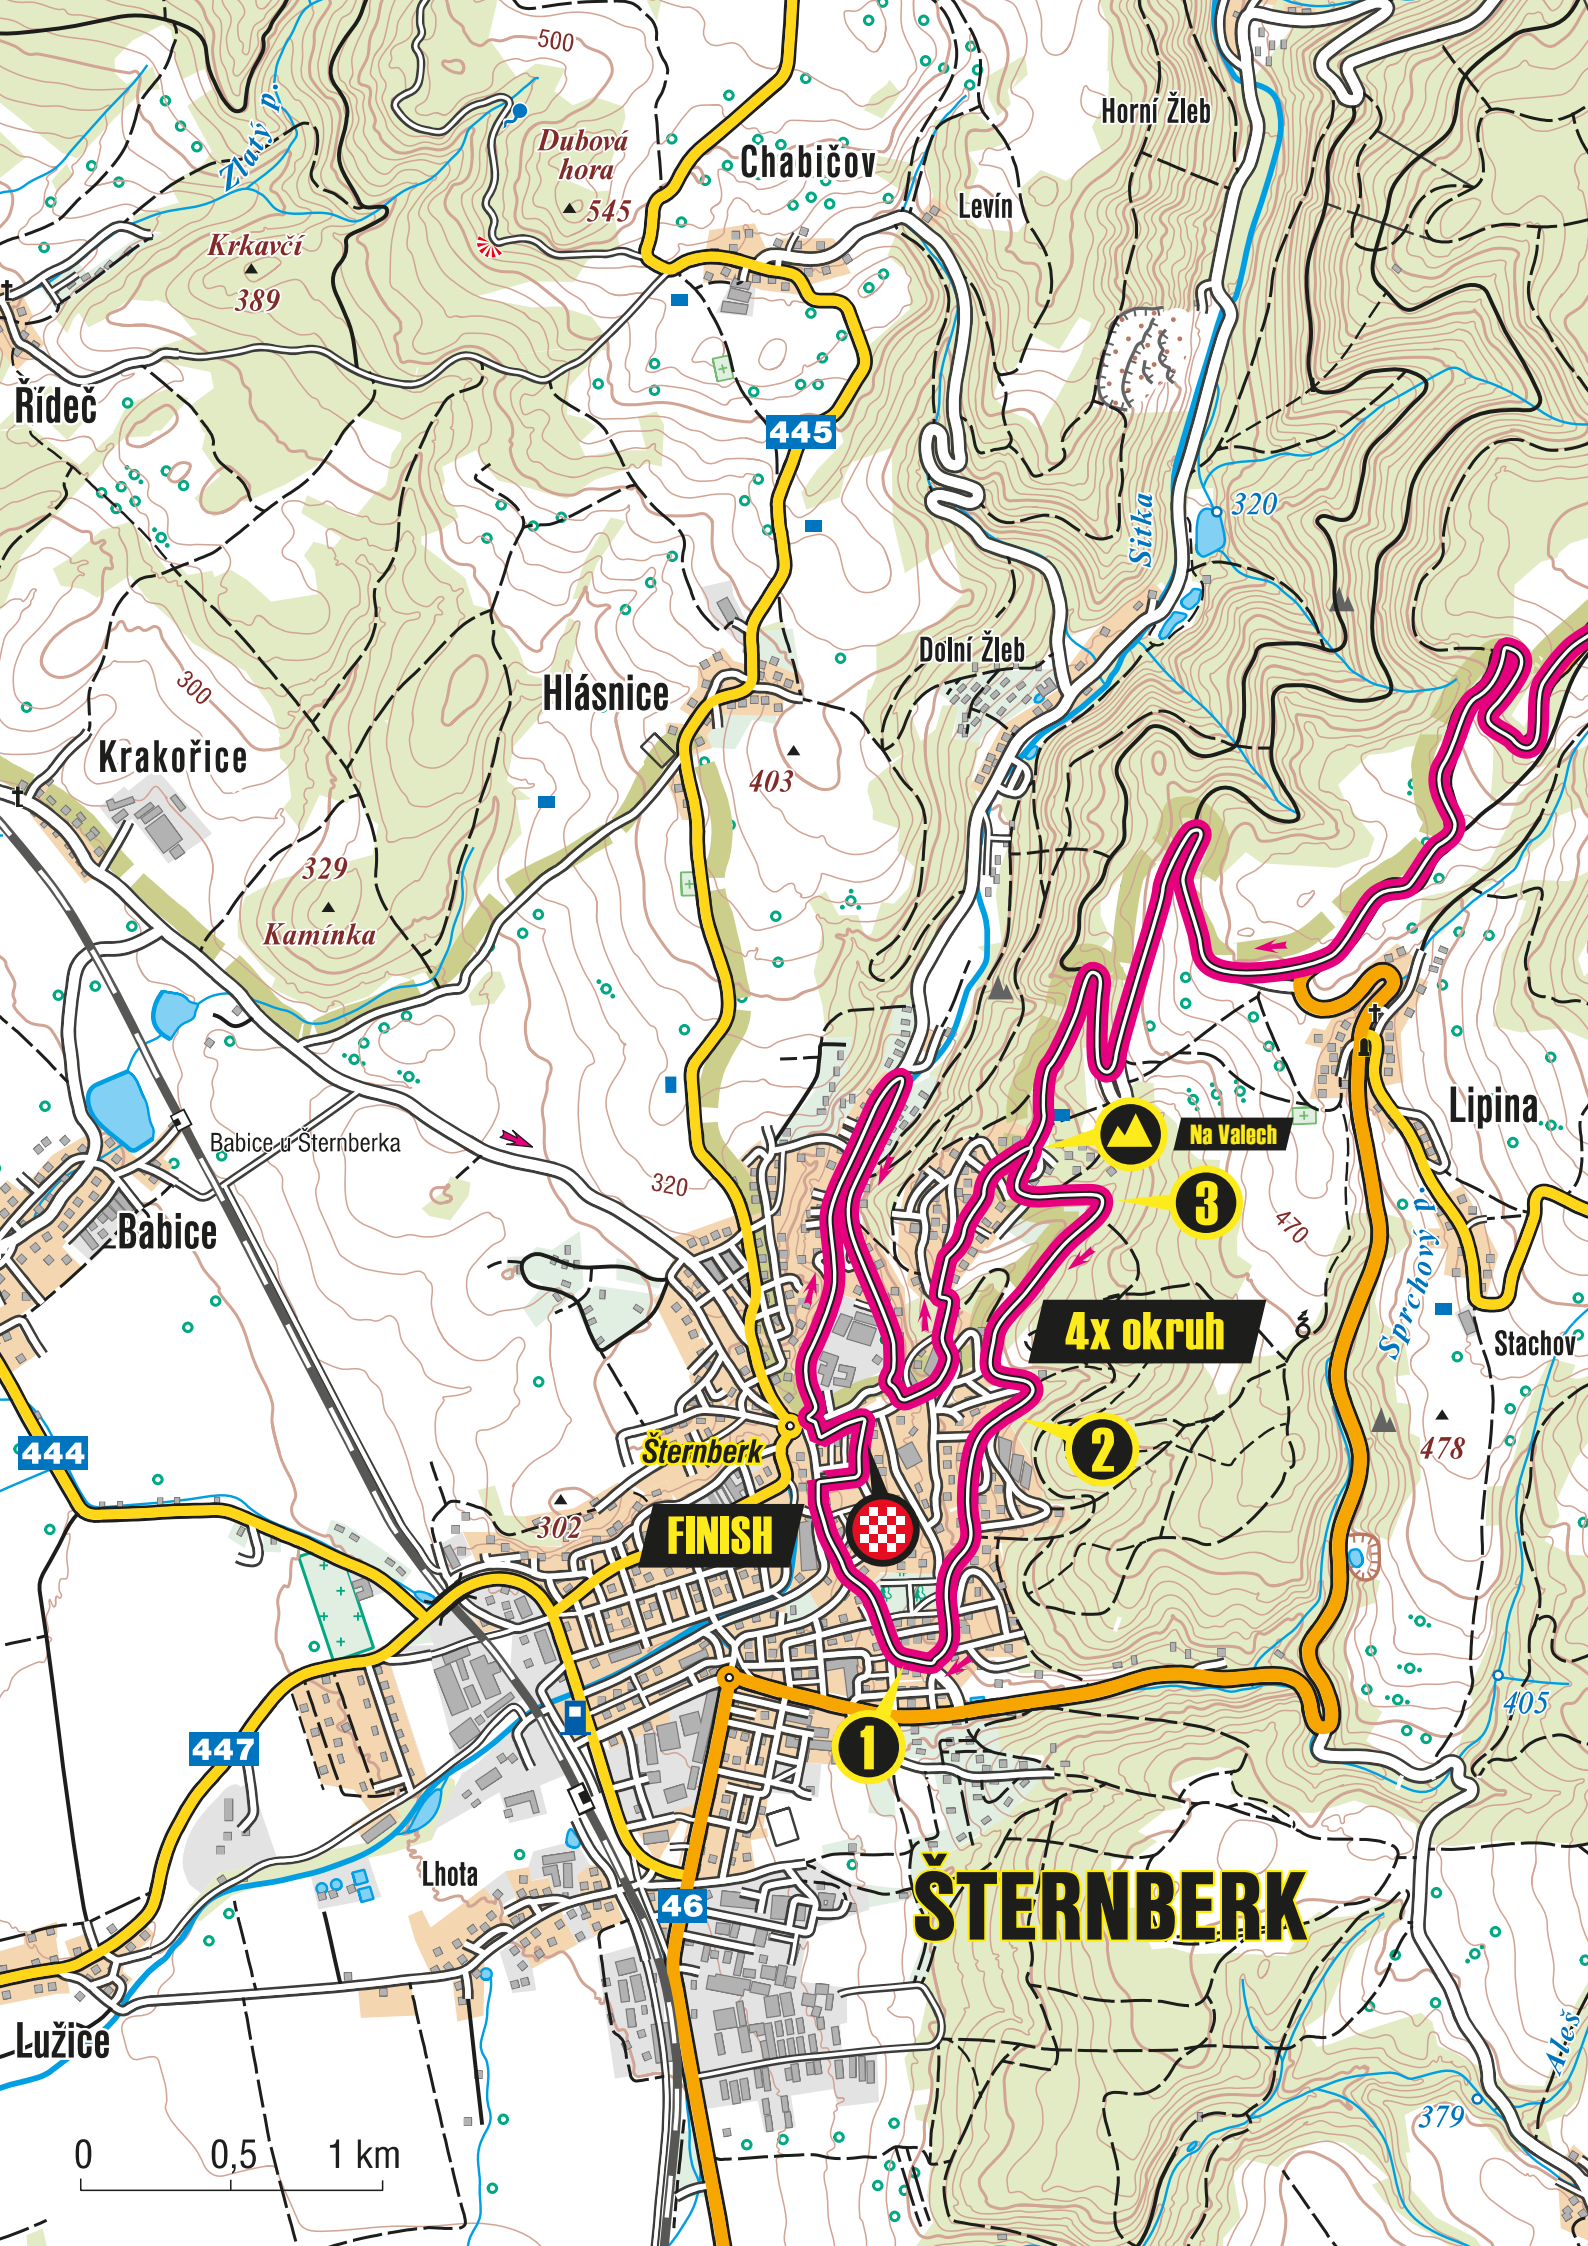 500
Horní Žleb
Zlatý p.
Dubová
hora
545
Chabičov
Levín
Krkavčí
389
Řídeč
445
320
Sitka
Dolní Žleb
300
Hlásnice
Krakořice
403
329
Kamínka
Lipina
Babice u Šternberka
Na Valech
320
3
470
Babice
Sprchový p.
4x okruh
Stachov
444
Šternberk
2
478
302
FINISH
405
447
1
Lhota
ŠTERNBERK
46
Lužice
Aleš
379
0 0,5 1 km